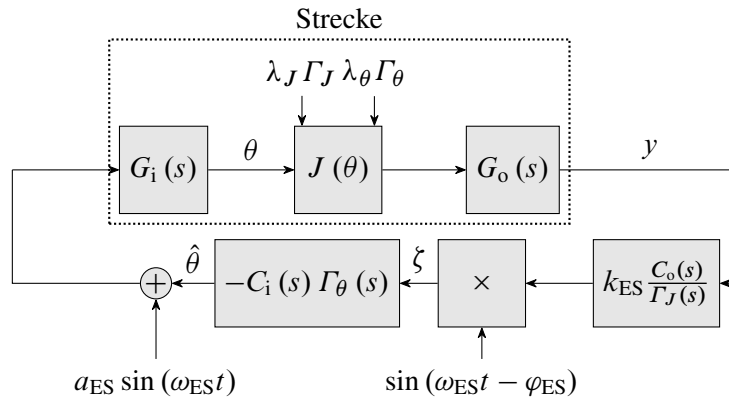 Strecke
λ_J Γ_J λ_θ Γ_θ
G_i (s) θ J (θ) G_o (s) y
θ̂ −C_i (s) Γ_θ (s) ζ × k_ES C_o(s)/Γ_J(s)
+
a_ES sin (ω_ES t) sin (ω_ES t − φ_ES)